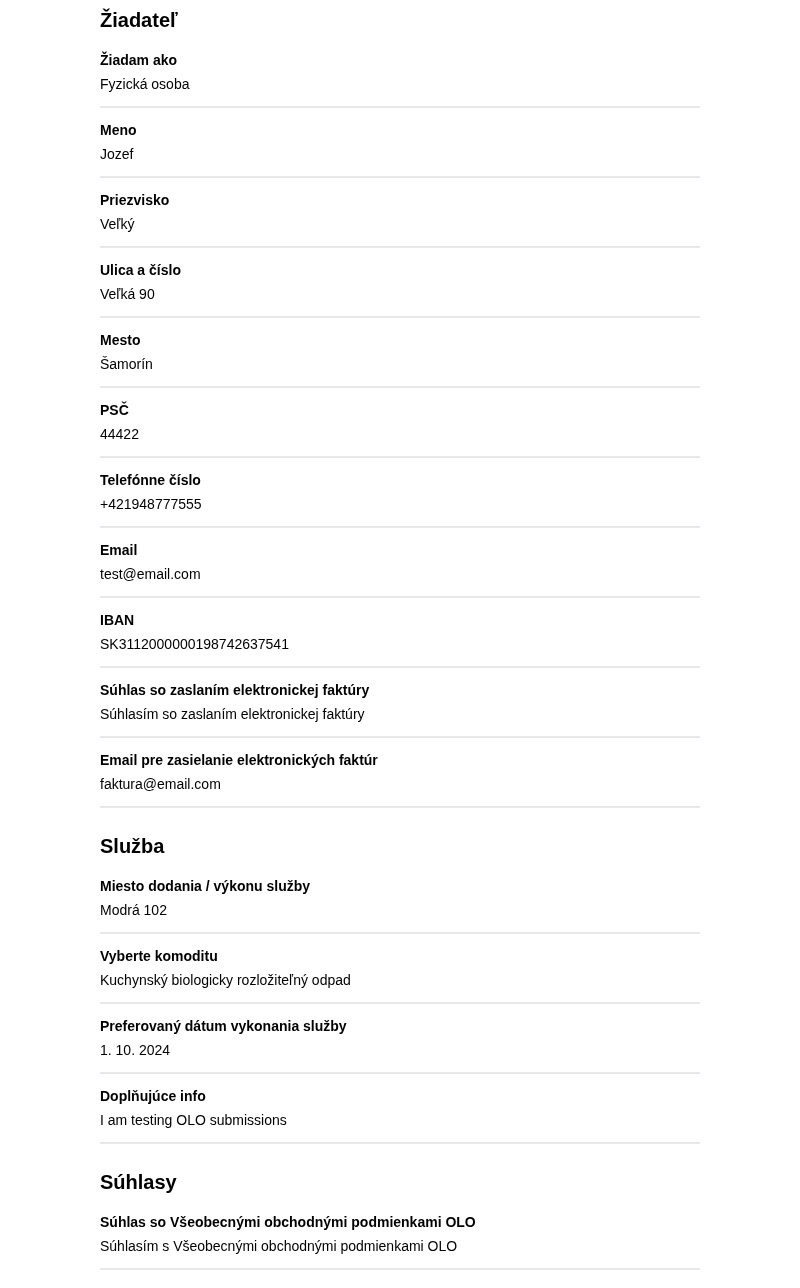 Žiadateľ
Žiadam ako
Fyzická osoba
Meno
Jozef
Priezvisko
Veľký
Ulica a číslo
Veľká 90
Mesto
Šamorín
PSČ
44422
Telefónne číslo
+421948777555
Email
test@email.com
IBAN
SK3112000000198742637541
Súhlas so zaslaním elektronickej faktúry
Súhlasím so zaslaním elektronickej faktúry
Email pre zasielanie elektronických faktúr
faktura@email.com
Služba
Miesto dodania / výkonu služby
Modrá 102
Vyberte komoditu
Kuchynský biologicky rozložiteľný odpad
Preferovaný dátum vykonania služby
1. 10. 2024
Doplňujúce info
I am testing OLO submissions
Súhlasy
Súhlas so Všeobecnými obchodnými podmienkami OLO
Súhlasím s Všeobecnými obchodnými podmienkami OLO